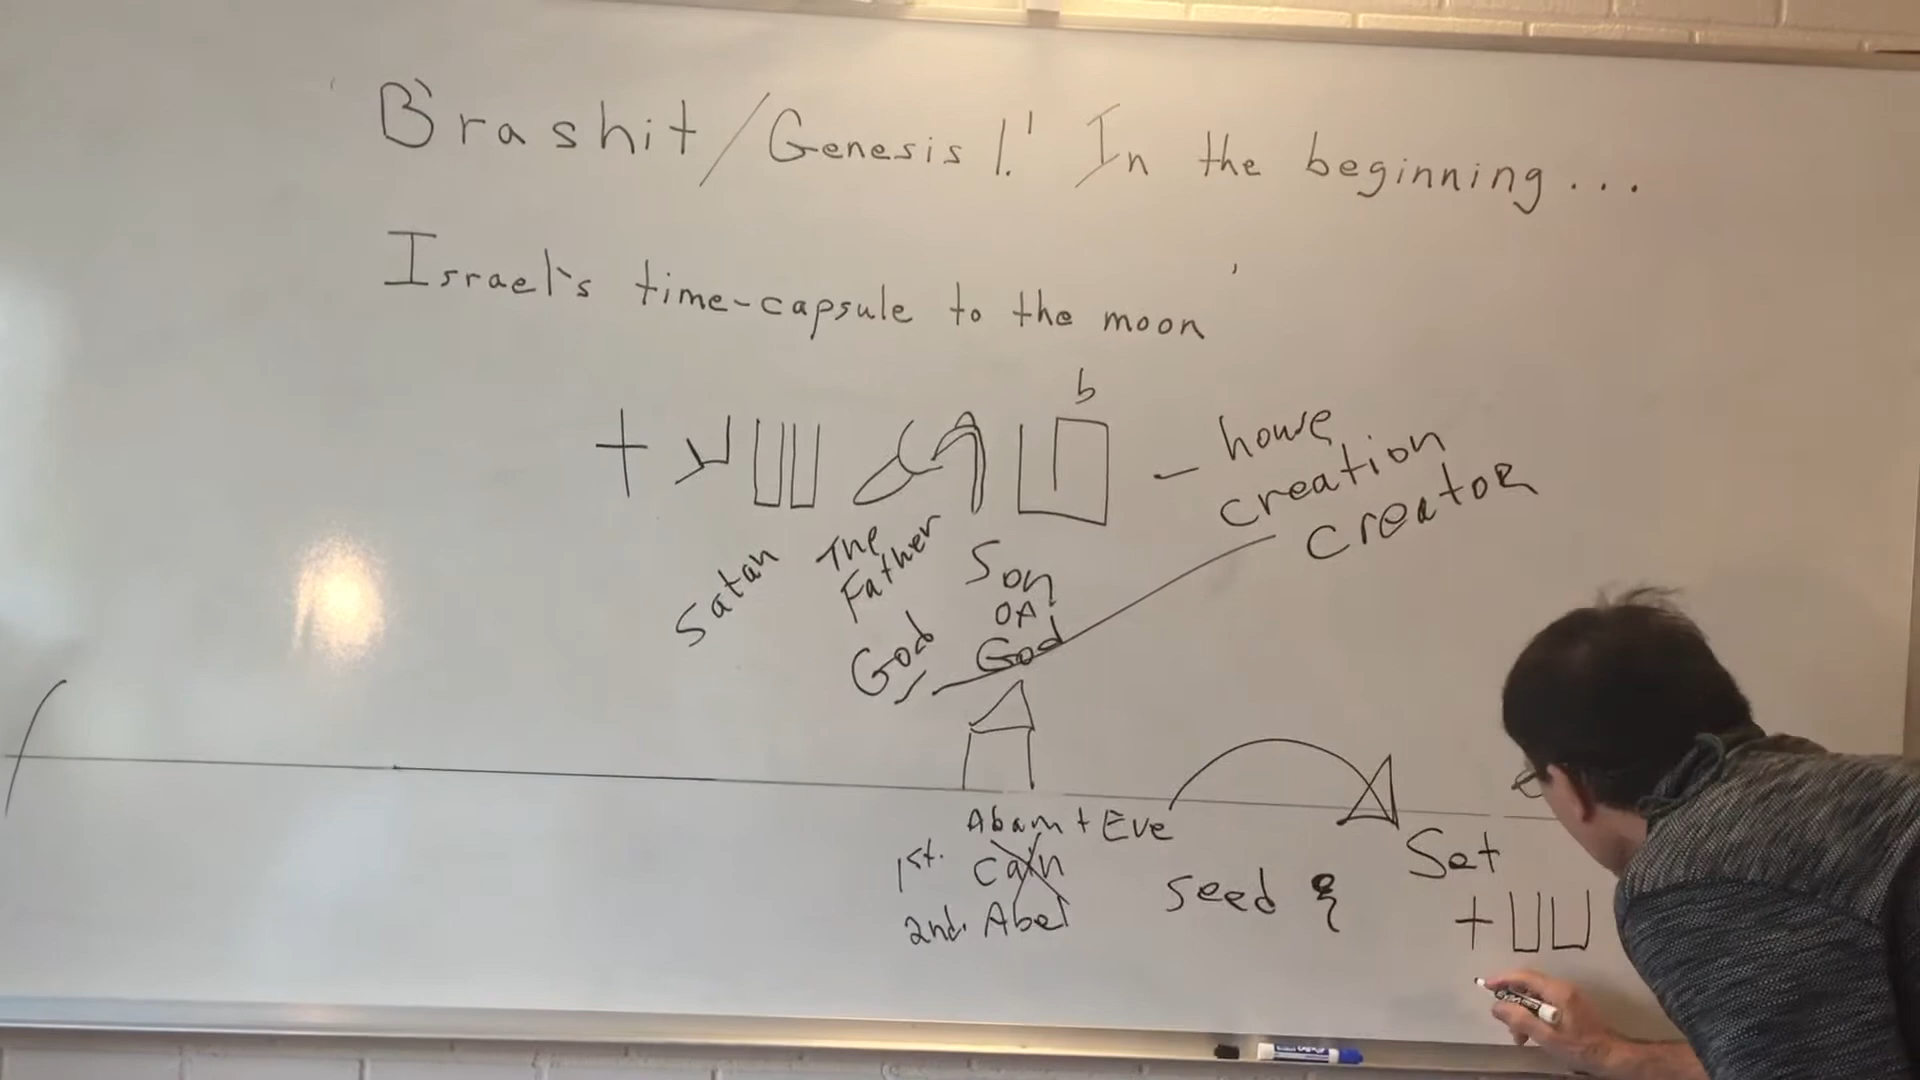 B'rashit/Genesis 1:1 In the beginning...
Israel's time-capsule to the moon
b
house
creation
creator
Satan
The
Father
God
Son
of
God
Abam + Eve
1st. Cain
2nd. Abel
Seed &
Set